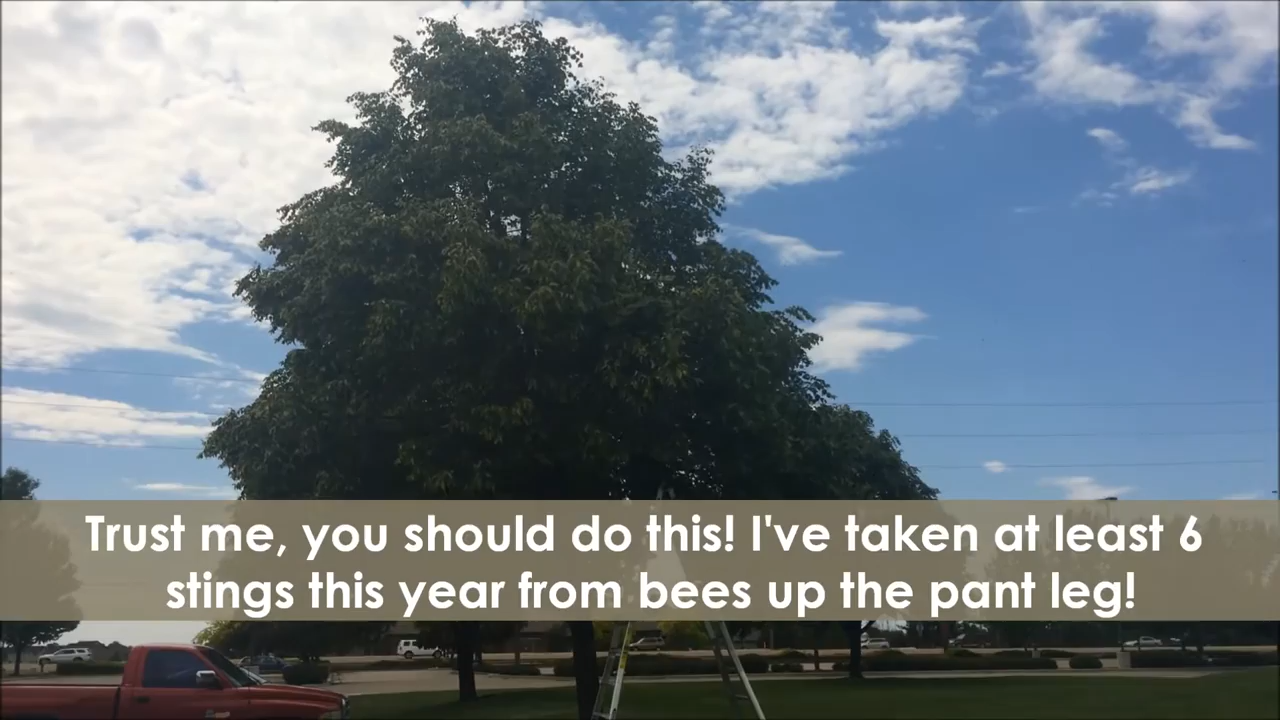 Trust me, you should do this! I've taken at least 6
stings this year from bees up the pant leg!